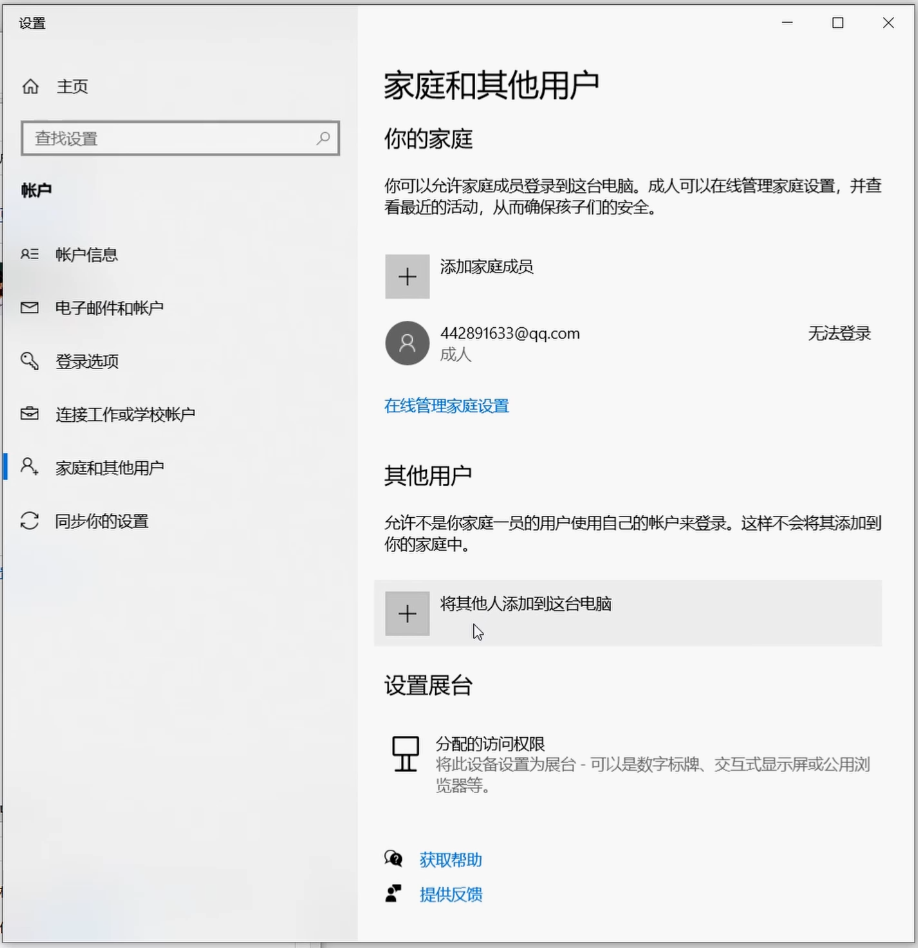 设置
主页
查找设置
帐户
帐户信息
电子邮件和帐户
登录选项
连接工作或学校帐户
家庭和其他用户
同步你的设置
家庭和其他用户
你的家庭
你可以允许家庭成员登录到这台电脑。成人可以在线管理家庭设置，并查
看最近的活动，从而确保孩子们的安全。
添加家庭成员
442891633@qq.com
无法登录
成人
在线管理家庭设置
其他用户
允许不是你家庭一员的用户使用自己的帐户来登录。这样不会将其添加到
你的家庭中。
将其他人添加到这台电脑
设置展台
分配的访问权限
将此设备设置为展台 - 可以是数字标牌、交互式显示屏或公用浏
览器等。
获取帮助
提供反馈